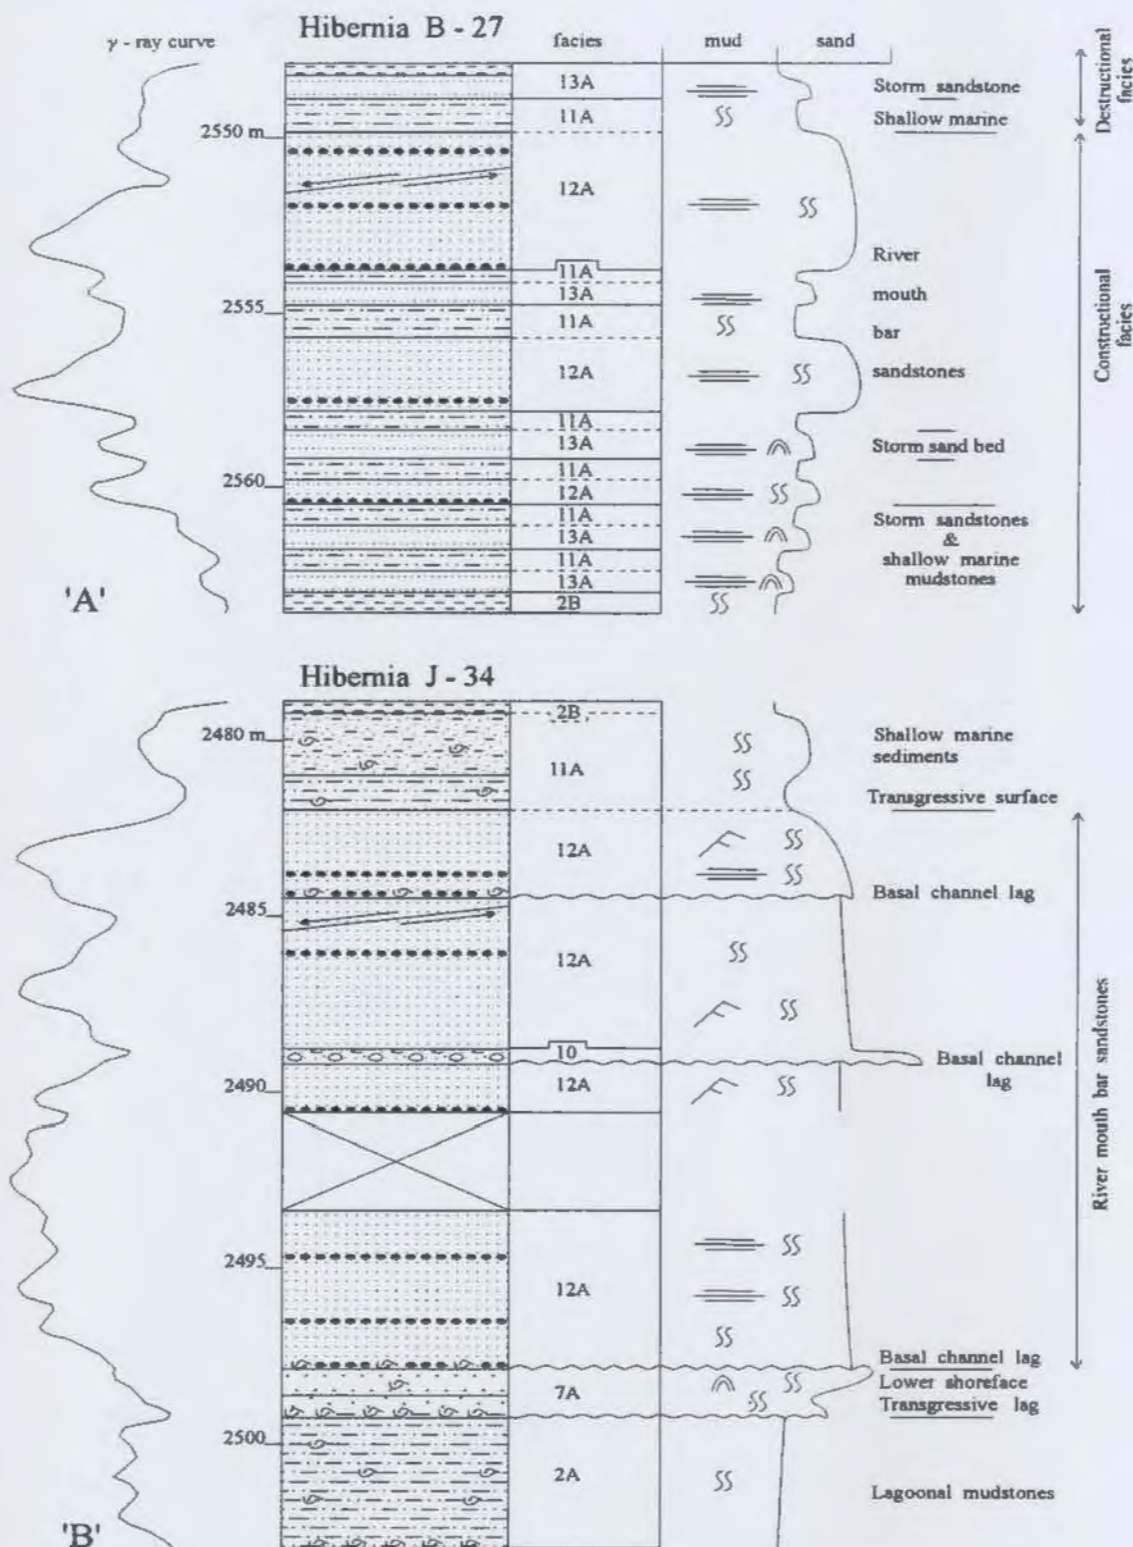 Hibernia B - 27
γ - ray curve
facies
mud
sand
13A
Storm sandstone
11A
Shallow marine
Destructional
facies
2550 m
12A
River
11A
13A
mouth
2555
11A
bar
12A
sandstones
11A
13A
Storm sand bed
11A
2560
12A
11A
Storm sandstones
13A
&
11A
shallow marine
13A
mudstones
2B
Constructional
facies
'A'
Hibernia J - 34
2B
2480 m
Shallow marine
sediments
11A
Transgressive surface
12A
Basal channel lag
2485
12A
10
Basal channel
lag
2490
12A
River mouth bar sandstones
2495
12A
Basal channel lag
Lower shoreface
7A
Transgressive lag
2500
2A
Lagoonal mudstones
'B'